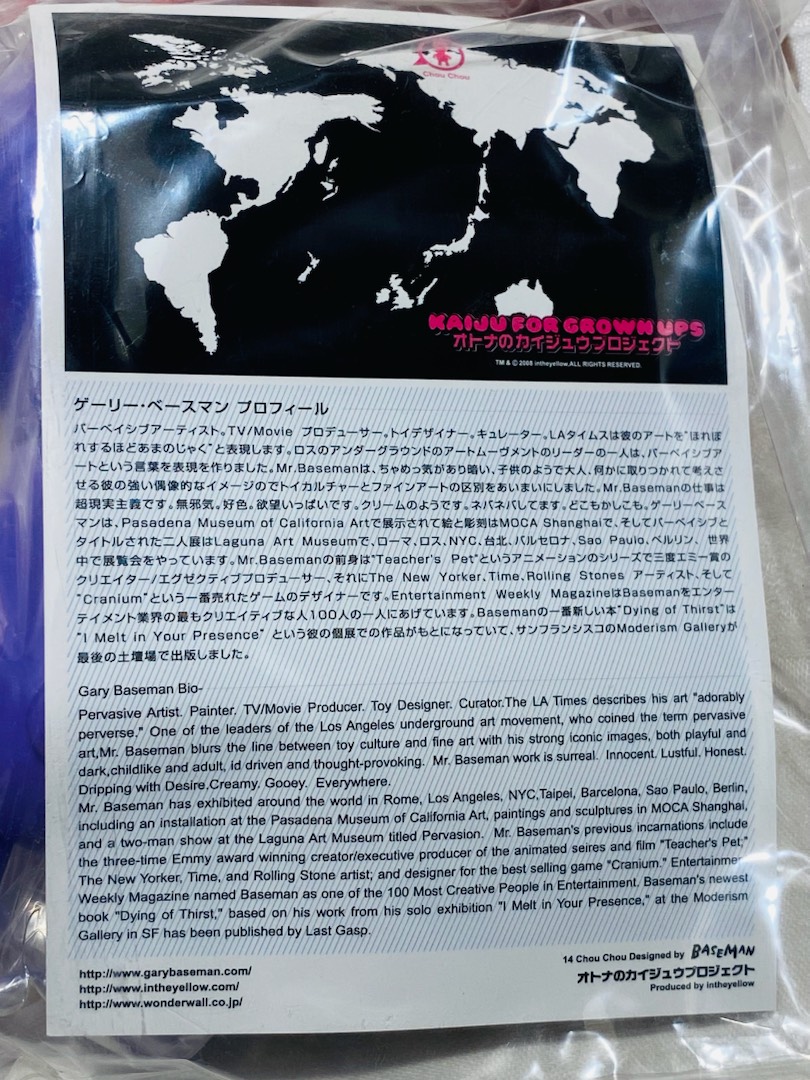 Chou Chou
KAIJU FOR GROWN UPS
オトナのカイジュウプロジェクト
TM & © 2008 intheyellow.ALL RIGHTS RESERVED.
ゲーリー・ベースマン プロフィール
パーベイシブアーティスト。TV/Movie プロデューサー。トイデザイナー。キュレーター。LAタイムスは彼のアートを"ほれぼ
れするほどあまのじゃく"と表現します。ロスのアンダーグラウンドのアートムーヴメントのリーダーの一人は、パーベイシブア
ートという言葉を表現を作りました。Mr.Basemanは、ちゃめっ気があり暗い、子供のようで大人、何かに取りつかれて考えさ
せる彼の強い偶像的なイメージのでトイカルチャーとファインアートの区別をあいまいにしました。Mr.Basemanの仕事は
超現実主義です。無邪気。好色。欲望いっぱいです。クリームのようです。ネバネバしてます。どこもかしこも。ゲーリーベース
マンは、Pasadena Museum of California Artで展示されて絵と彫刻はMOCA Shanghaiで、そしてパーベイシブと
タイトルされた二人展はLaguna Art Museumで、ローマ、ロス、NYC、台北、バルセロナ、Sao Paulo、ベルリン、世界
中で展覧会をやっています。Mr.Basemanの前身は"Teacher's Pet"というアニメーションのシリーズで三度エミー賞の
クリエイター/エグゼクティブプロデューサー、それにThe New Yorker、Time、Rolling Stones アーティスト、そして
"Cranium"という一番売れたゲームのデザイナーです。Entertainment Weekly MagazineはBasemanをエンター
テイメント業界の最もクリエイティブな人100人の一人にあげています。Basemanの一番新しい本"Dying of Thirst"は
"I Melt in Your Presence" という彼の個展での作品がもとになっていて、サンフランシスコのModerism Galleryが
最後の土壇場で出版しました。
Gary Baseman Bio-
Pervasive Artist. Painter. TV/Movie Producer. Toy Designer. Curator.The LA Times describes his art "adorably
perverse." One of the leaders of the Los Angeles underground art movement, who coined the term pervasive
art,Mr. Baseman blurs the line between toy culture and fine art with his strong iconic images, both playful and
dark,childlike and adult, id driven and thought-provoking. Mr. Baseman work is surreal. Innocent. Lustful. Honest.
Dripping with Desire.Creamy. Gooey. Everywhere.
Mr. Baseman has exhibited around the world in Rome, Los Angeles, NYC,Taipei, Barcelona, Sao Paulo, Berlin,
including an installation at the Pasadena Museum of California Art, paintings and sculptures in MOCA Shanghai,
and a two-man show at the Laguna Art Museum titled Pervasion. Mr. Baseman's previous incarnations include
the three-time Emmy award winning creator/executive producer of the animated seires and film "Teacher's Pet;"
The New Yorker, Time, and Rolling Stone artist; and designer for the best selling game "Cranium." Entertainment
Weekly Magazine named Baseman as one of the 100 Most Creative People in Entertainment. Baseman's newest
book "Dying of Thirst," based on his work from his solo exhibition "I Melt in Your Presence," at the Moderism
Gallery in SF has been published by Last Gasp.
http://www.garybaseman.com/
http://www.intheyellow.com/
http://www.wonderwall.co.jp/
14 Chou Chou Designed by BASEMAN
オトナのカイジュウプロジェクト
Produced by intheyellow